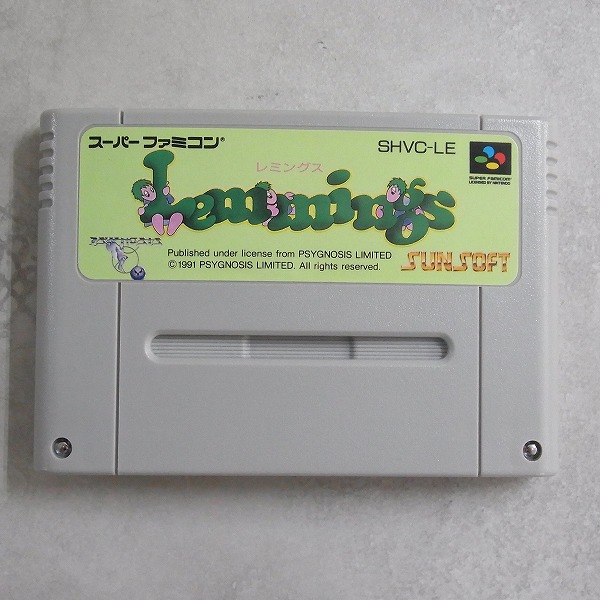 スーパーファミコン®
SHVC-LE
SUPER FAMICOM
LICENSED BY NINTENDO
レミングス
Lemmings
PSYGNOSIS
Published under license from PSYGNOSIS LIMITED
©1991 PSYGNOSIS LIMITED. All rights reserved.
SUNSOFT